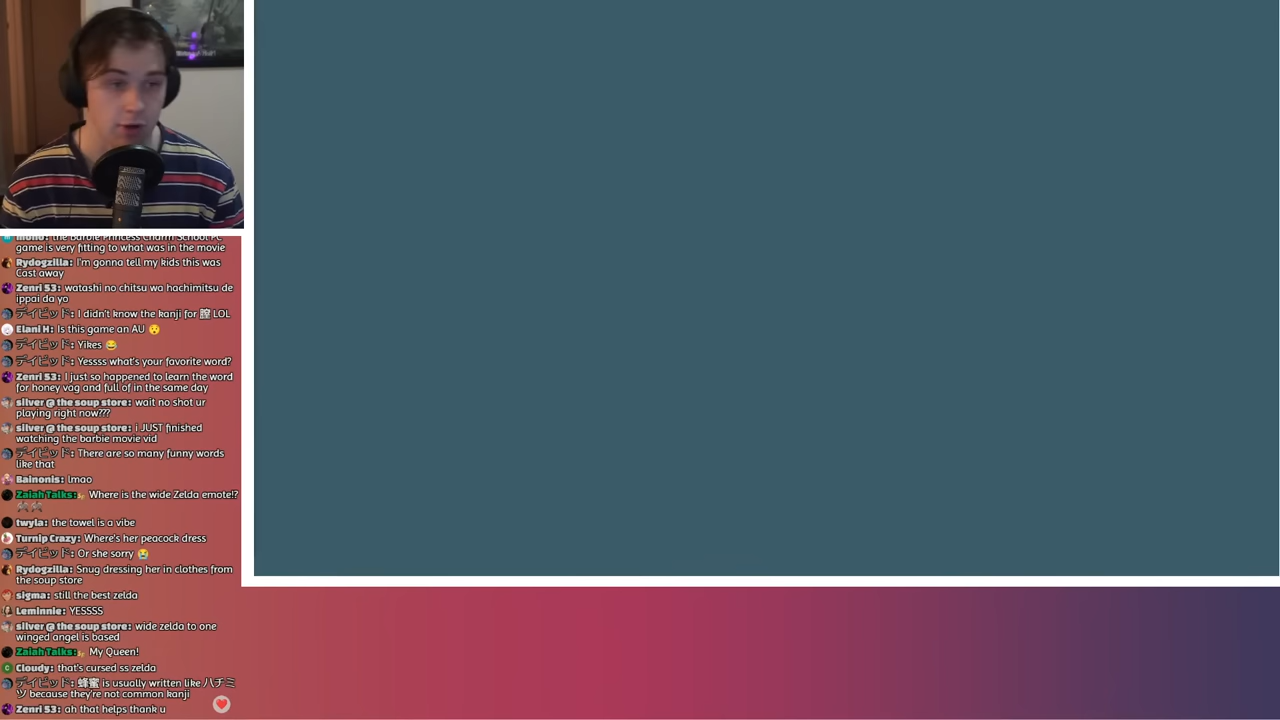 game is very fitting to what was in the movie
Rydogzilla: I'm gonna tell my kids this was
Cast away
Zenri 53: watashi no chitsu wa hachimitsu de
ippai da yo
デイビッド: I didn't know the kanji for 膣 LOL
Elani H: Is this game an AU 😯
デイビッド: Yikes 😂
デイビッド: Yessss what's your favorite word?
Zenri 53: I just so happened to learn the word
for honey vag and full of in the same day
silver @ the soup store: wait no shot ur
playing right now???
silver @ the soup store: i JUST finished
watching the barbie movie vid
デイビッド: There are so many funny words
like that
Bainonis: lmao
Zaiah Talks: Where is the wide Zelda emote!?
twyla: the towel is a vibe
Turnip Crazy: Where's her peacock dress
デイビッド: Or she sorry 😭
Rydogzilla: Snug dressing her in clothes from
the soup store
sigma: still the best zelda
Leminnie: YESSSS
silver @ the soup store: wide zelda to one
winged angel is based
Zaiah Talks: My Queen!
C
Cloudy: that's cursed ss zelda
デイビッド: 蜂蜜 is usually written like ハチミ
ツ because they're not common kanji
Zenri 53: ah that helps thank u